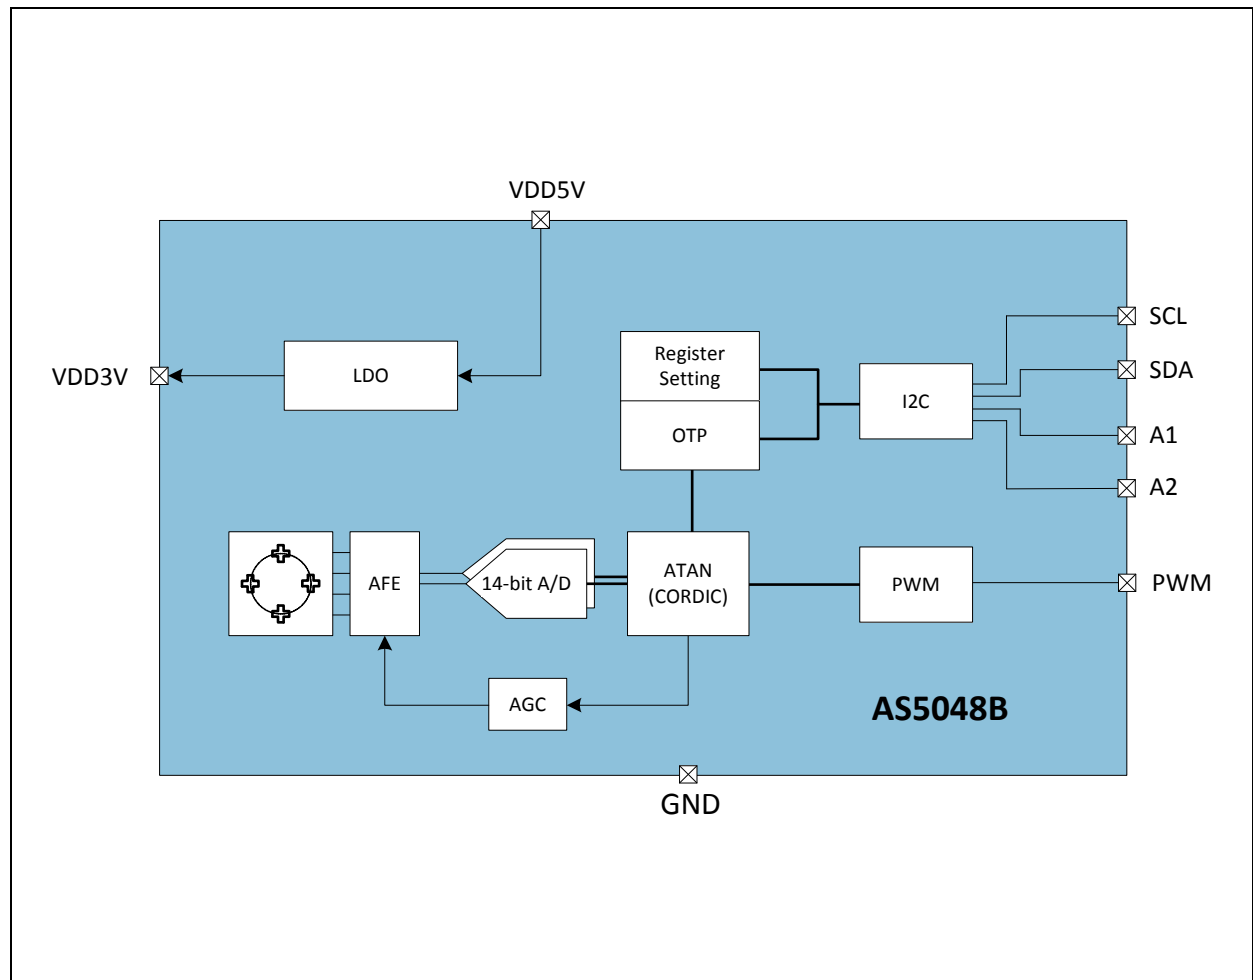 VDD5V
SCL
Register
Setting
SDA
VDD3V
LDO
I2C
OTP
A1
A2
AFE
14-bit A/D
ATAN
(CORDIC)
PWM
PWM
AGC
AS5048B
GND